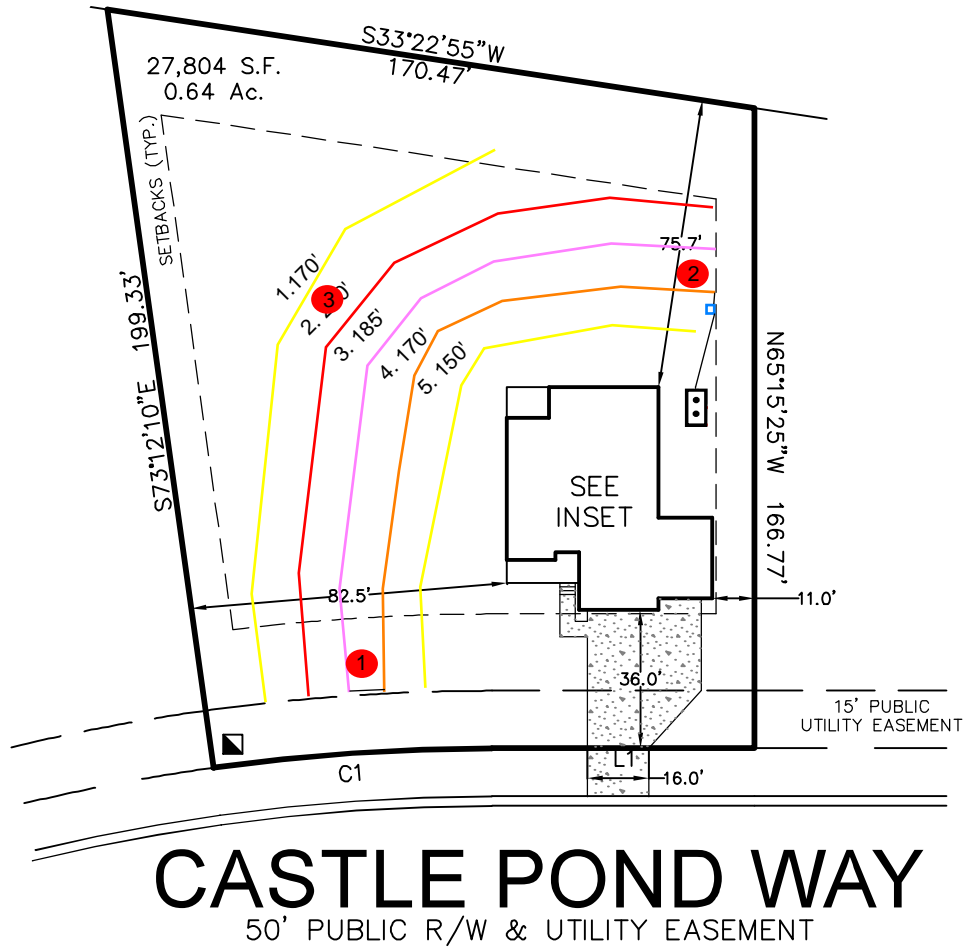 S33°22'55"W
170.47'
27,804 S.F.
0.64 Ac.
SETBACKS (TYP.)
75.7'
2
1.170'
3
2.
3. 185'
4. 170'
5. 150'
S73°12'10"E 199.33'
N65°15'25"W 166.77'
SEE
INSET
82.5'
11.0'
1
36.0'
15' PUBLIC
UTILITY EASEMENT
C1
L1
16.0'
CASTLE POND WAY
50' PUBLIC R/W & UTILITY EASEMENT